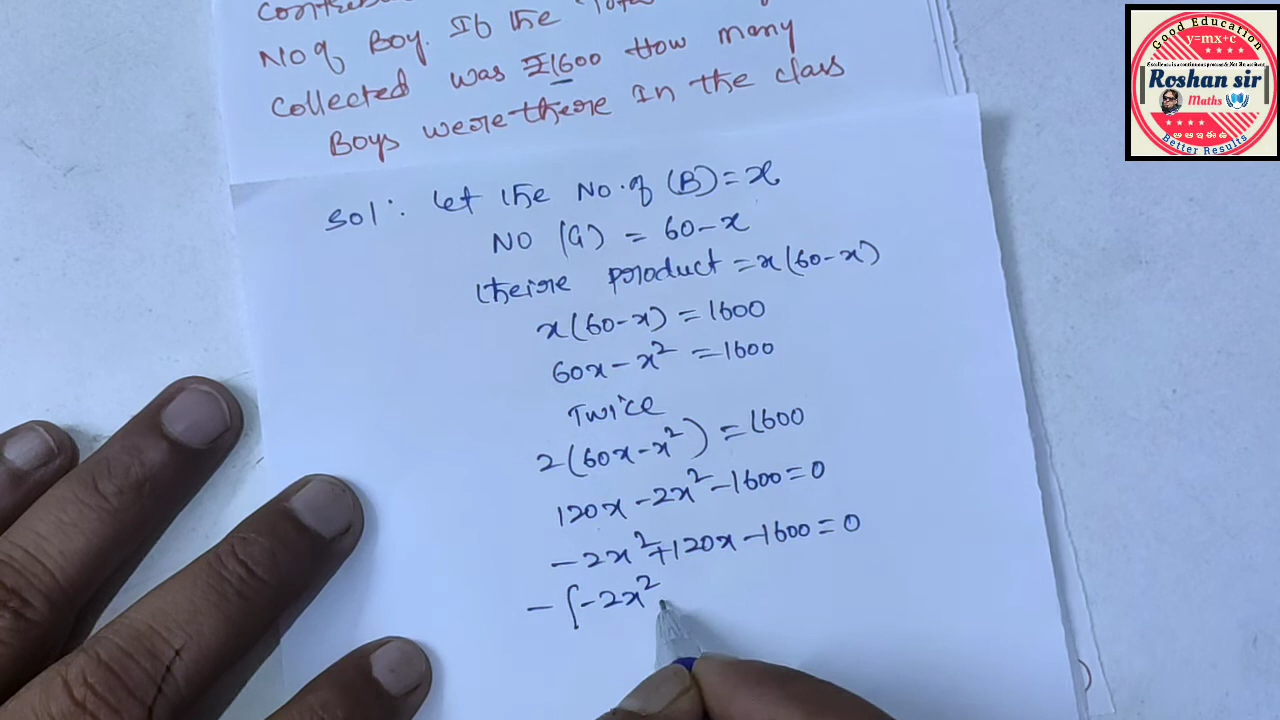 No of Boy. If the
collected was ₹1600 How many
Boys were there In the class
Sol: let the No. of (B) = x
NO (G) = 60-x
theire product = x(60-x)
x(60-x) = 1600
60x - x² = 1600
Twice
2(60x-x²) = 1600
120x - 2x² - 1600 = 0
-2x² + 120x - 1600 = 0
- [-2x²
Good Education
y=mx+c
Roshan sir
Maths
Better Results